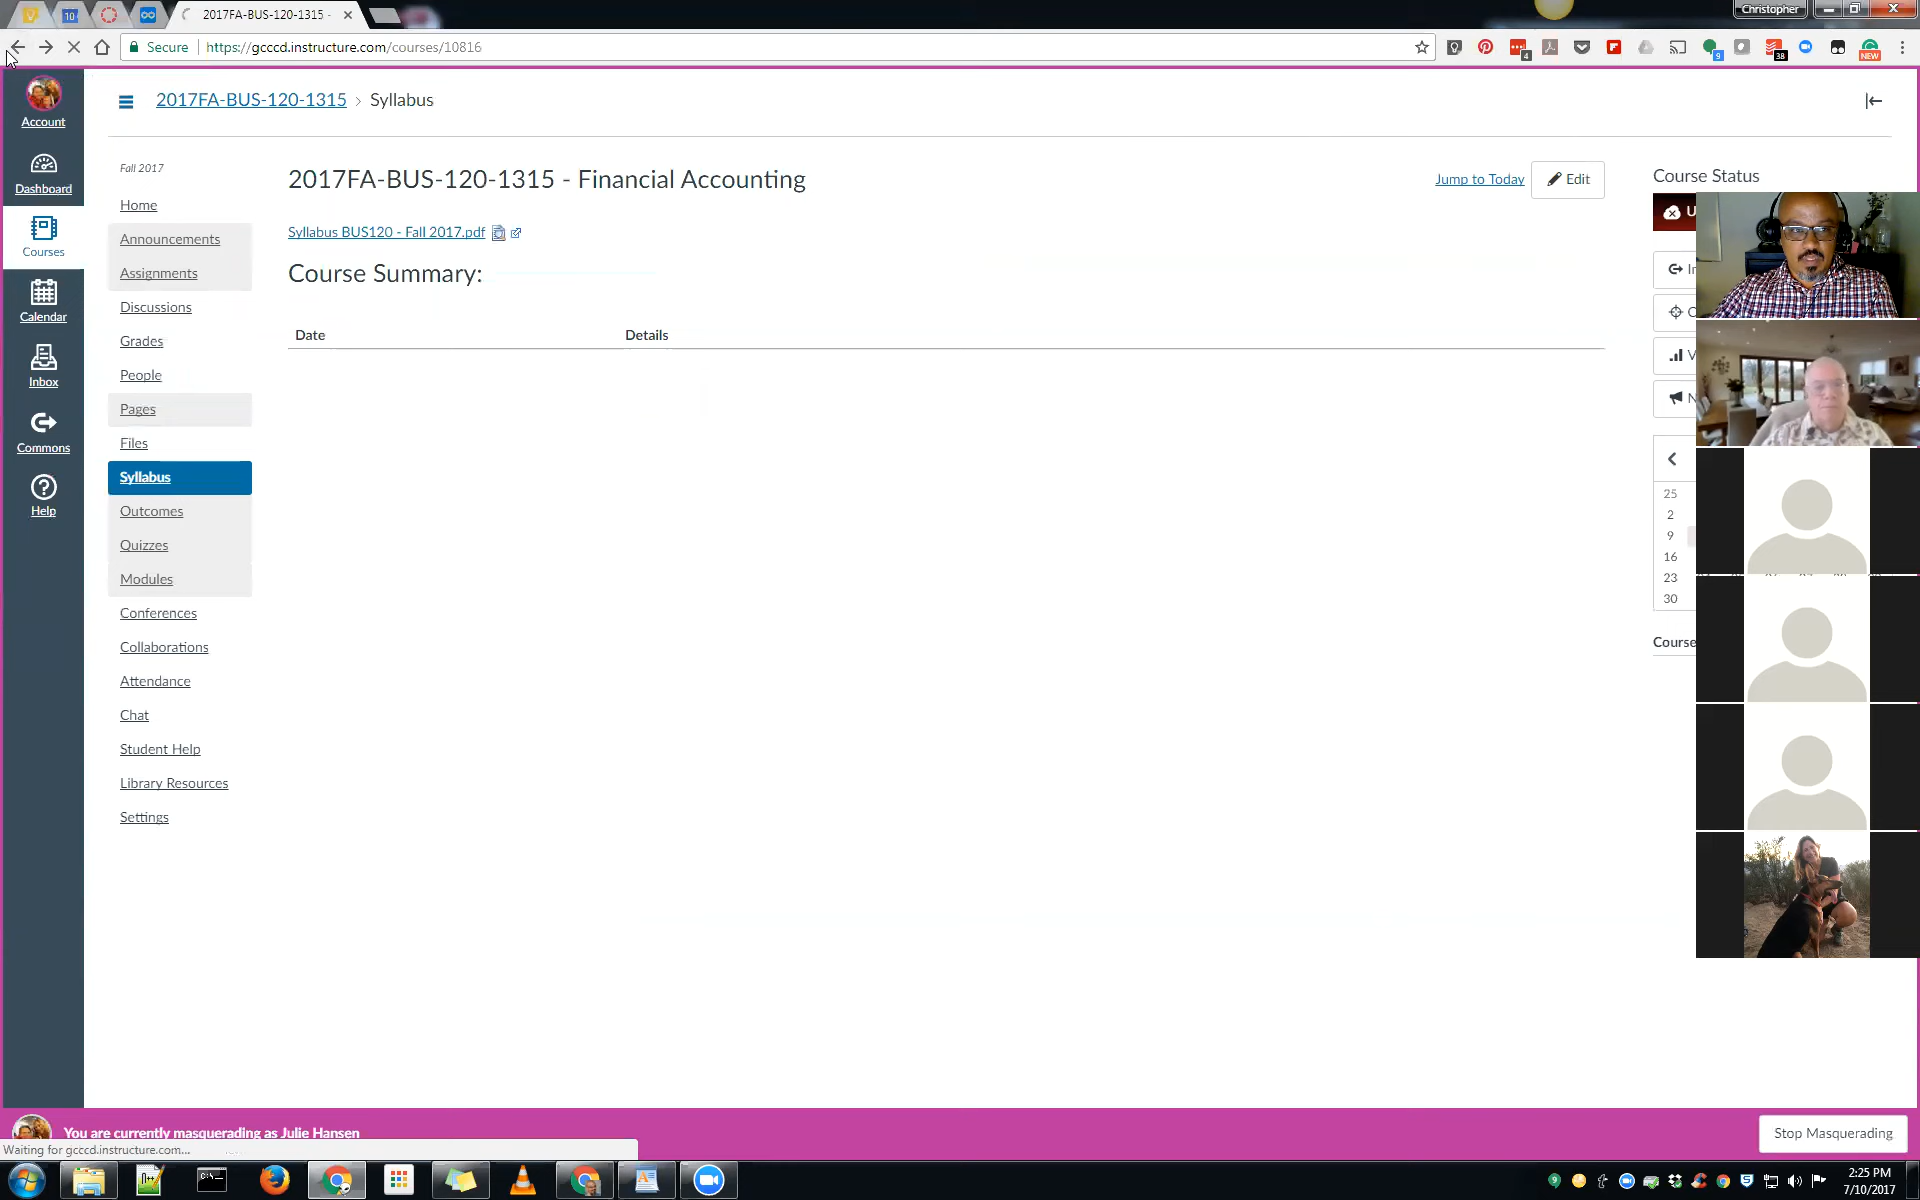 2017FA-BUS-120-1315 -
Christopher
Secure
https://gcccd.instructure.com/courses/10816
4
9
38
NEW
Account
Dashboard
Courses
Calendar
Inbox
Commons
Help
2017FA-BUS-120-1315 > Syllabus
Fall 2017
Home
Announcements
Assignments
Discussions
Grades
People
Pages
Files
Syllabus
Outcomes
Quizzes
Modules
Conferences
Collaborations
Attendance
Chat
Student Help
Library Resources
Settings
2017FA-BUS-120-1315 - Financial Accounting
Jump to Today
Edit
Syllabus BUS120 - Fall 2017.pdf
Course Summary:
Date Details
Course Status
25
2
9
16
23
30
Course
You are currently masquerading as Julie Hansen
Stop Masquerading
Waiting for gcccd.instructure.com...
2:25 PM
7/10/2017